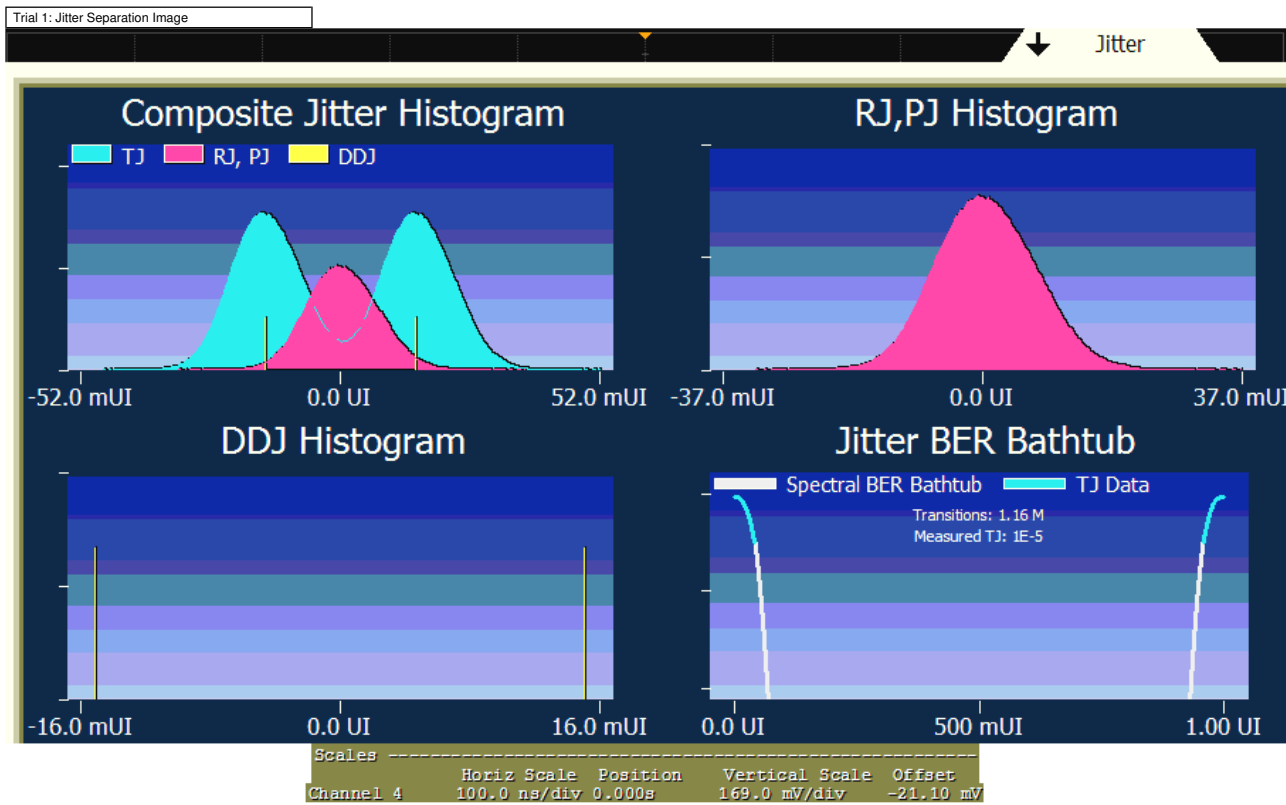 Trial 1: Jitter Separation Image
Jitter
Composite Jitter Histogram
TJ RJ, PJ DDJ
-52.0 mUI 0.0 UI 52.0 mUI
RJ,PJ Histogram
-37.0 mUI 0.0 UI 37.0 mUI
DDJ Histogram
-16.0 mUI 0.0 UI 16.0 mUI
Jitter BER Bathtub
Spectral BER Bathtub TJ Data
Transitions: 1.16 M
Measured TJ: 1E-5
0.0 UI 500 mUI 1.00 UI
Scales --------------------------------------------------------
Horiz Scale Position Vertical Scale Offset
Channel 4 100.0 ns/div 0.000s 169.0 mV/div -21.10 mV